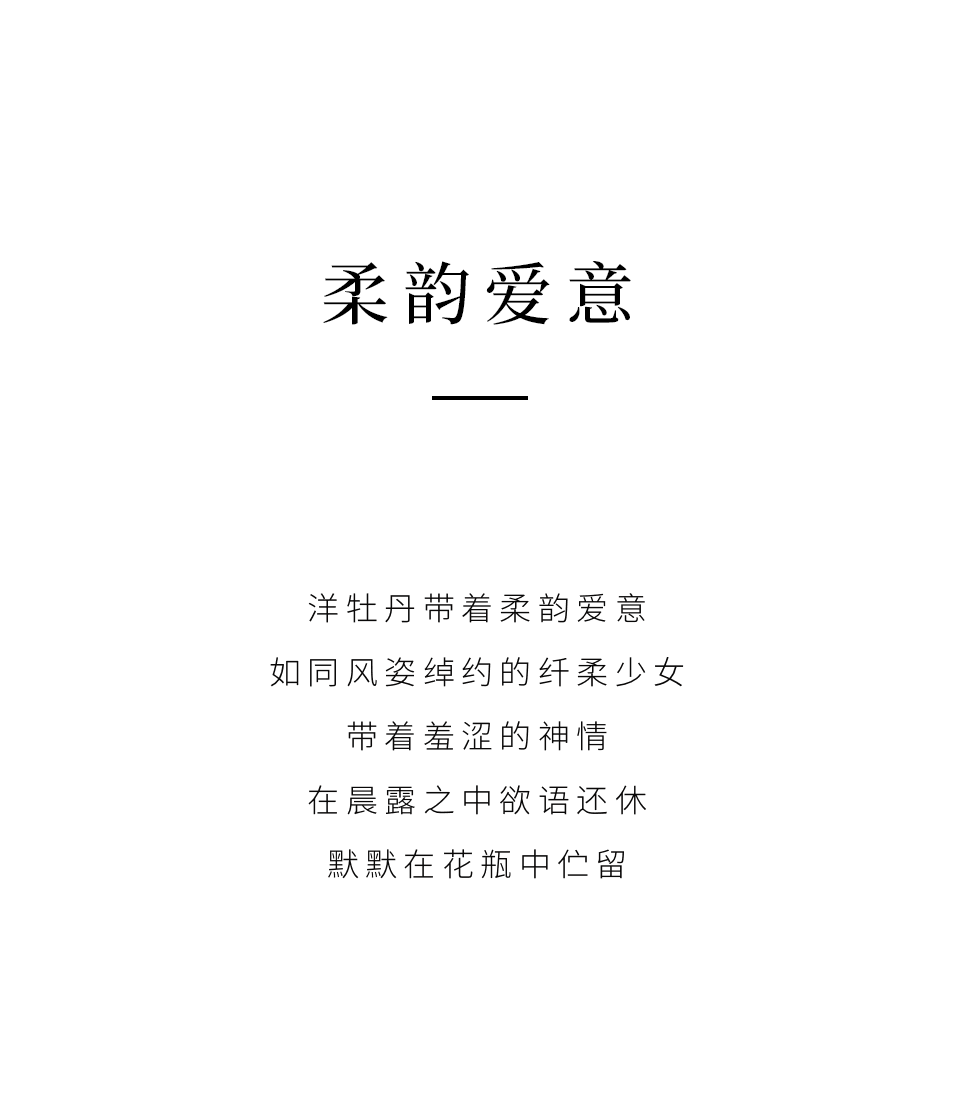 柔韵爱意
洋牡丹带着柔韵爱意
如同风姿绰约的纤柔少女
带着羞涩的神情
在晨露之中欲语还休
默默在花瓶中伫留